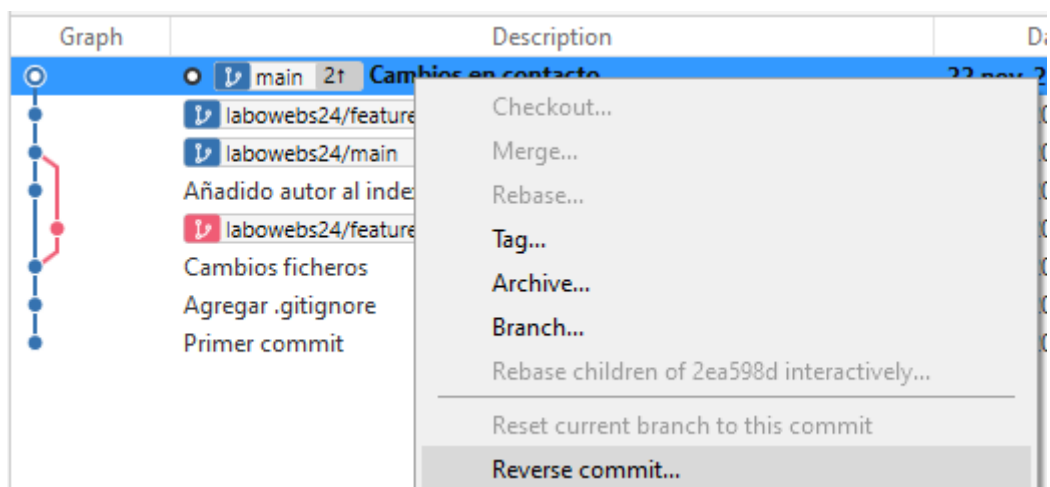 Graph Description
main 2↑ Cambios en contacto
labowebs24/feature
labowebs24/main
Añadido autor al inde
labowebs24/feature
Cambios ficheros
Agregar .gitignore
Primer commit
Checkout...
Merge...
Rebase...
Tag...
Archive...
Branch...
Rebase children of 2ea598d interactively...
Reset current branch to this commit
Reverse commit...